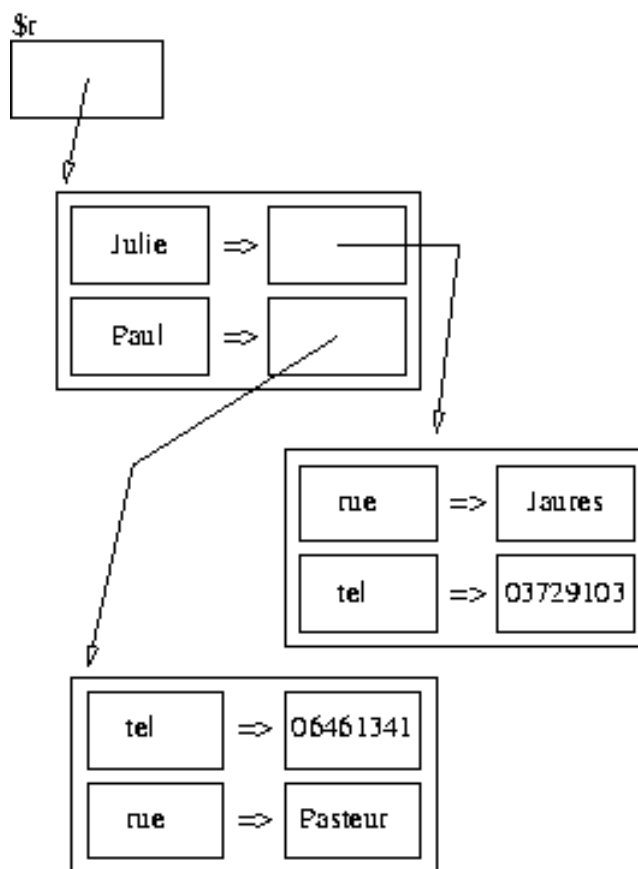 $r
Julie => 
Paul =>
rue => Jaures
tel => 03729103
tel => 06461341
rue => Pasteur